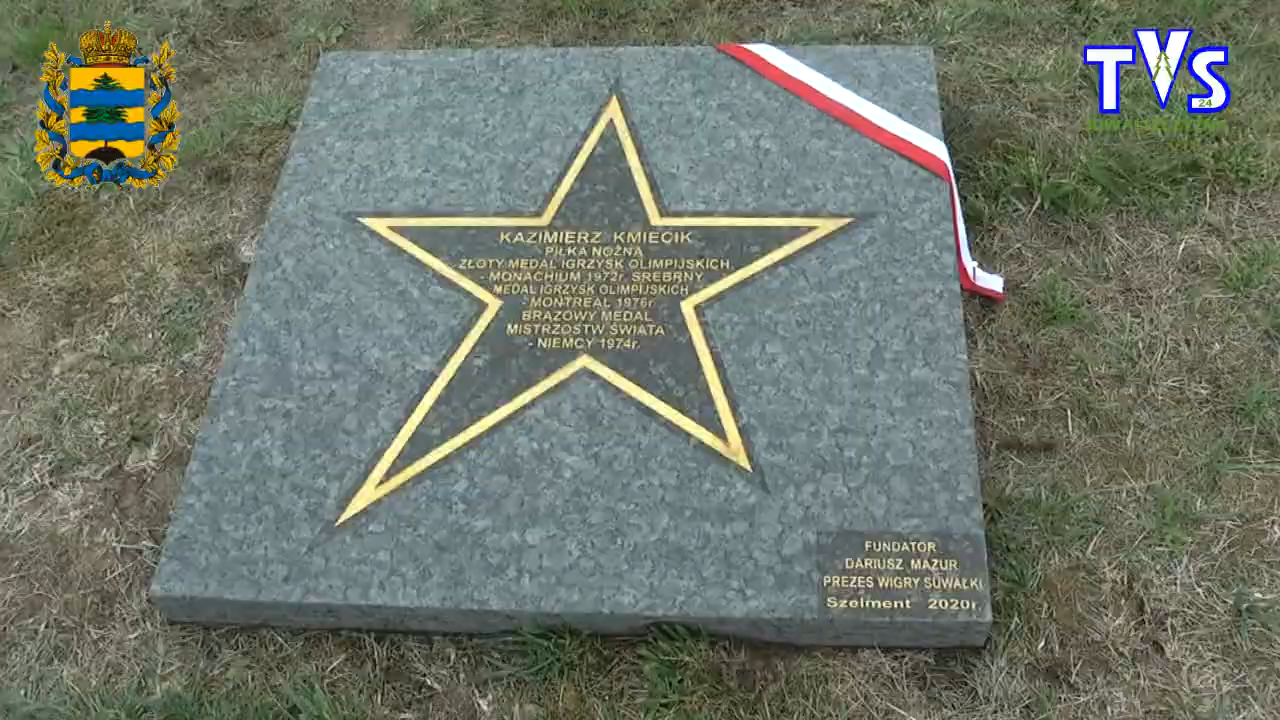 TVS
24
KAZIMIERZ KMIECIK
PIŁKA NOŻNA
ZŁOTY MEDAL IGRZYSK OLIMPIJSKICH
- MONACHIUM 1972r. SREBRNY
MEDAL IGRZYSK OLIMPIJSKICH
- MONTREAL 1976r.
BRĄZOWY MEDAL
MISTRZOSTW ŚWIATA
- NIEMCY 1974r.
FUNDATOR
DARIUSZ MAZUR
PREZES WIGRY SUWAŁKI
Szelment 2020r.